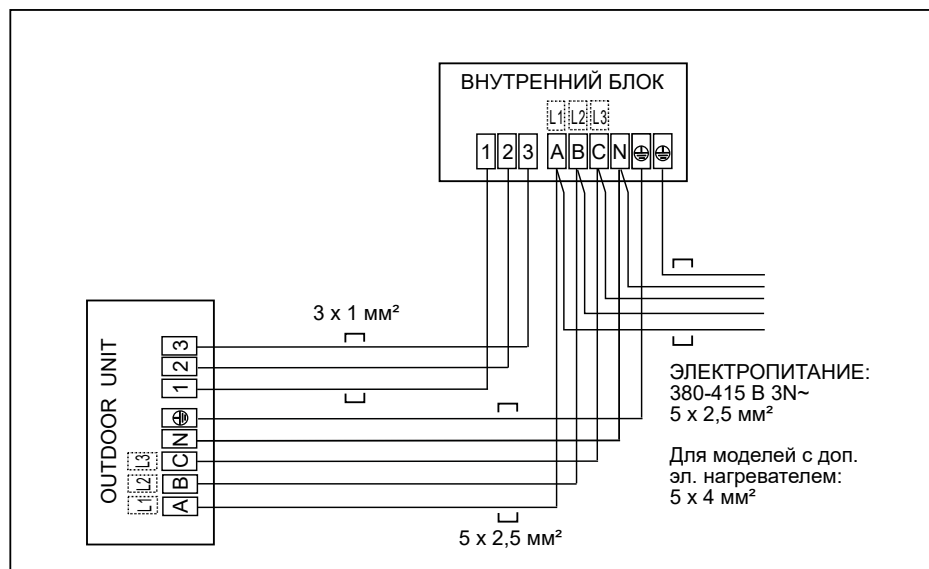 ВНУТРЕННИЙ БЛОК
L1 L2 L3
1 2 3 A B C N
3 x 1 мм²
OUTDOOR UNIT
3
2
1
N
L3 C
L2 B
L1 A
5 x 2,5 мм²
ЭЛЕКТРОПИТАНИЕ:
380-415 В 3N~
5 x 2,5 мм²
Для моделей с доп.
эл. нагревателем:
5 x 4 мм²